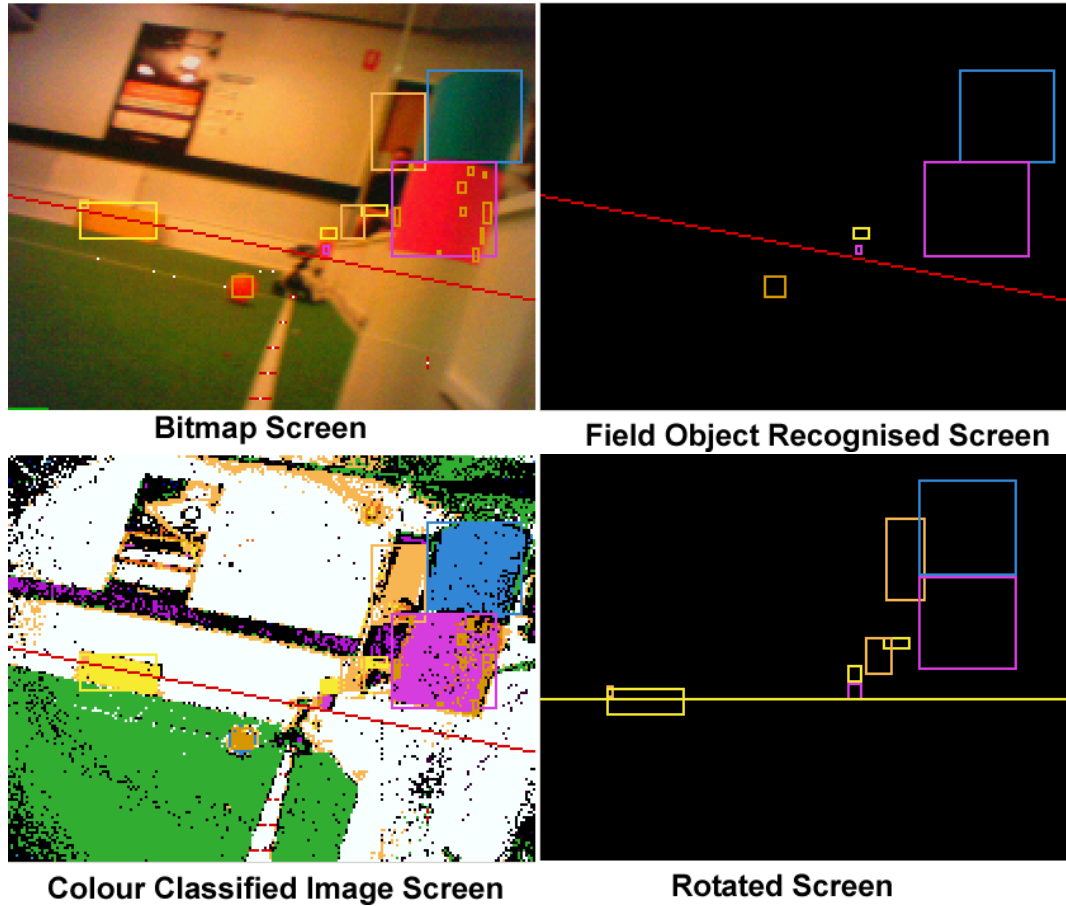 Bitmap Screen
Field Object Recognised Screen
Colour Classified Image Screen
Rotated Screen